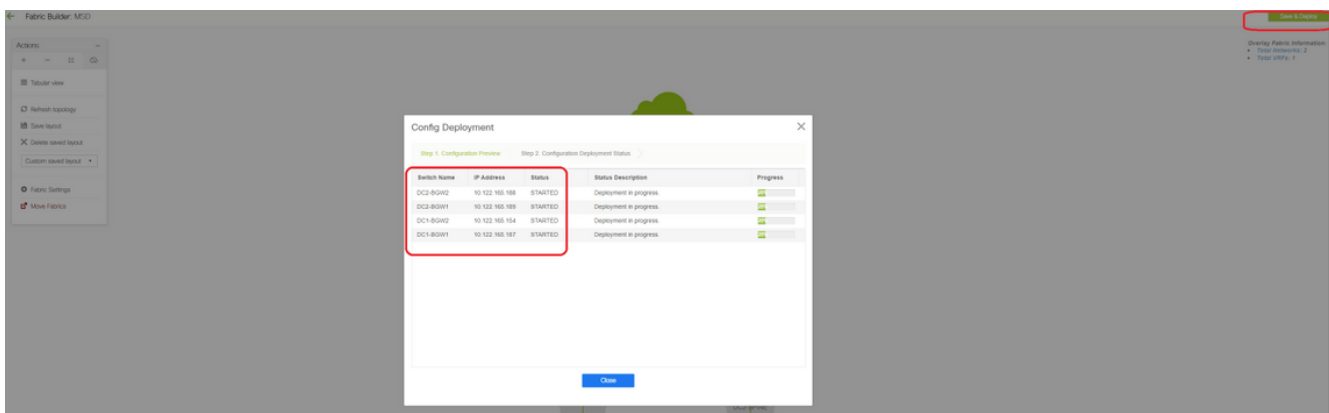 Fabric Builder: MSD
Save & Deploy
Actions
Tabular view
Refresh topology
Save layout
Delete saved layout
Custom saved layout
Fabric Settings
Move Fabrics
Overlay Fabric Information:
Total Networks: 2
Total VRFs: 1
Config Deployment
Step 1. Configuration Preview Step 2. Configuration Deployment Status
Switch Name IP Address Status Status Description Progress
DC2-BGW2 10.122.165.188 STARTED Deployment in progress.
DC2-BGW1 10.122.165.189 STARTED Deployment in progress.
DC1-BGW2 10.122.165.154 STARTED Deployment in progress.
DC1-BGW1 10.122.165.187 STARTED Deployment in progress.
Close